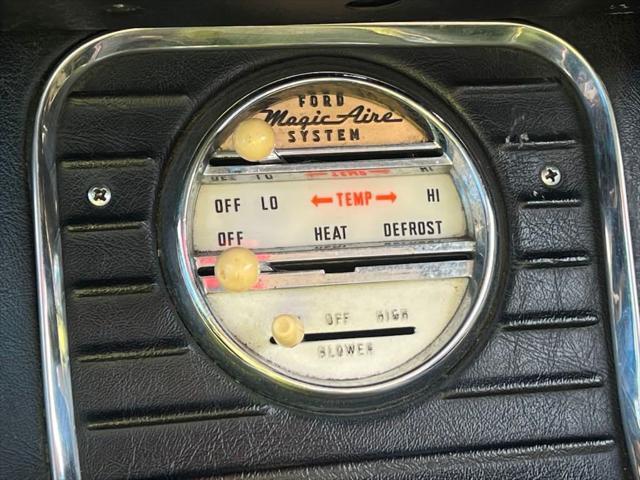 FORD
Magic Aire
SYSTEM
OFF LO TEMP HI
OFF HEAT DEFROST
OFF HIGH
BLOWER